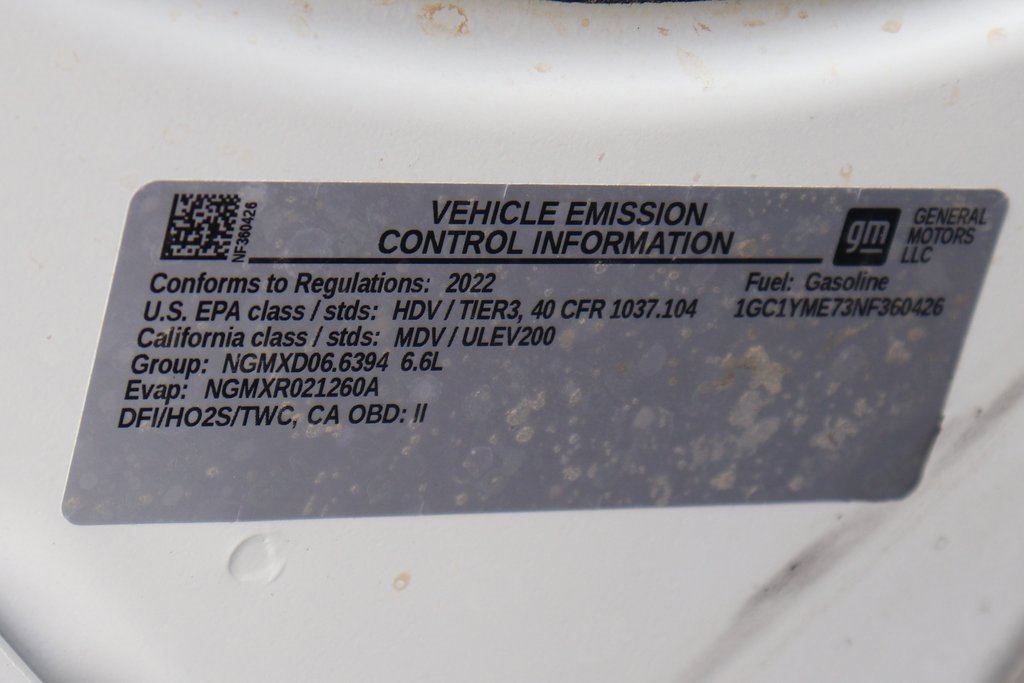 NF360426
VEHICLE EMISSION
CONTROL INFORMATION
gm
GENERAL
MOTORS
LLC
Conforms to Regulations: 2022
Fuel: Gasoline
U.S. EPA class / stds: HDV / TIER3, 40 CFR 1037.104
1GC1YME73NF360426
California class / stds: MDV / ULEV200
Group: NGMXD06.6394 6.6L
Evap: NGMXR021260A
DFI/HO2S/TWC, CA OBD: II